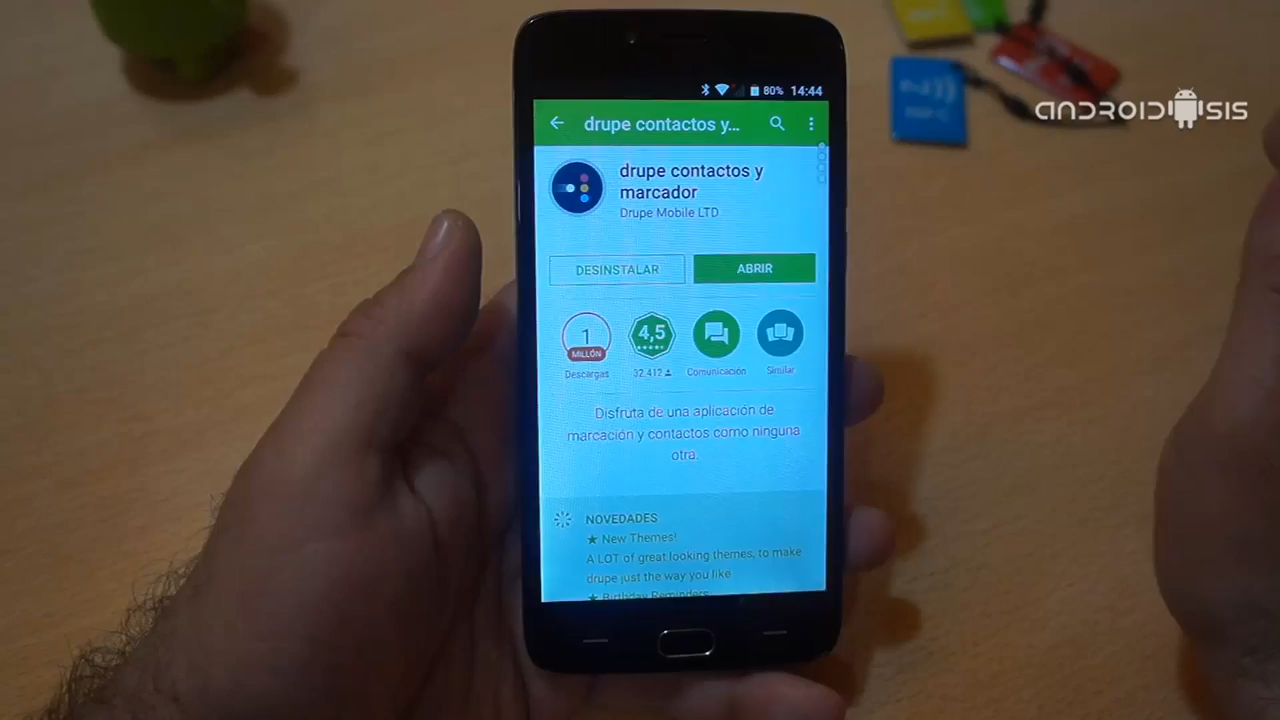 80% 14:44
drupe contactos y...
ANDROIDSIS
drupe contactos y
marcador
Drupe Mobile LTD
DESINSTALAR
ABRIR
1
MILLÓN
4,5
Descargas
32.412
Comunicación
Similar
Disfruta de una aplicación de
marcación y contactos como ninguna
otra.
NOVEDADES
★ New Themes!
A LOT of great looking themes, to make
drupe just the way you like
★ Birthday Reminders